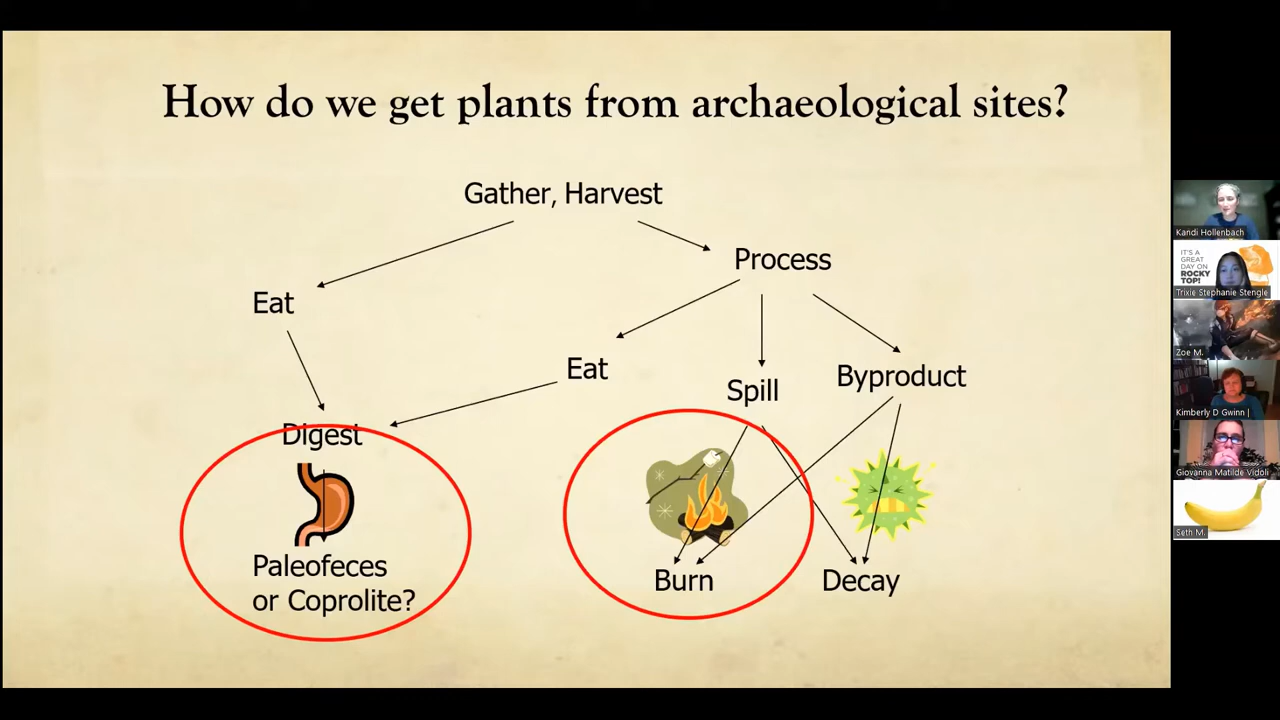 How do we get plants from archaeological sites?
Gather, Harvest
Process
Eat
Eat
Spill
Byproduct
Digest
Paleofeces
or Coprolite?
Burn
Decay
Kandi Hollenbach
IT'S A
GREAT
DAY ON
ROCKY
TOP!
Trixie Stephanie Stengle
Zoe M.
Kimberly D Gwinn |
Giovanna Matilde Vidoli
Seth M.